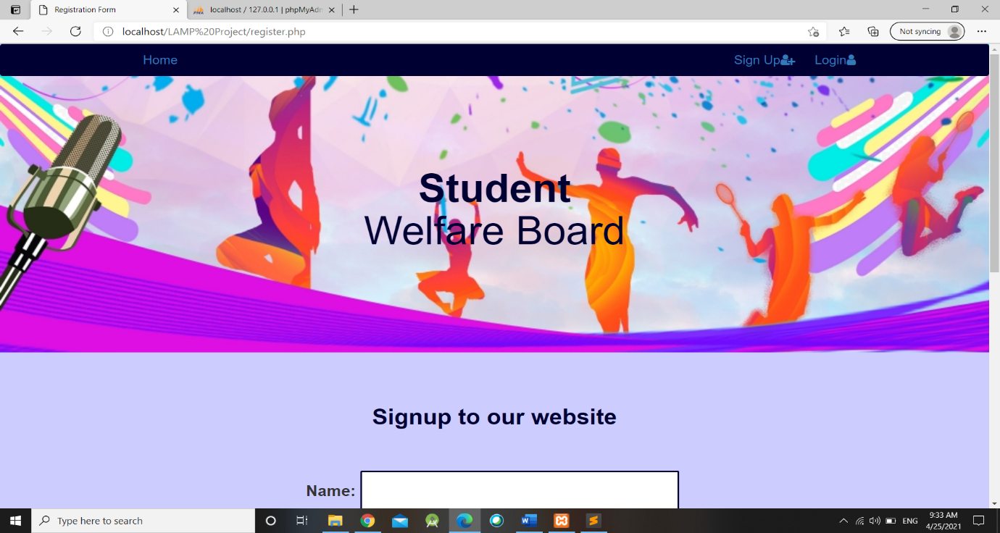 Registration Form
localhost / 127.0.0.1 | phpMyAdm
localhost/LAMP%20Project/register.php
Not syncing
Home
Sign Up
Login
Student
Welfare Board
Signup to our website
Name:
Type here to search
ENG
9:33 AM
4/25/2021